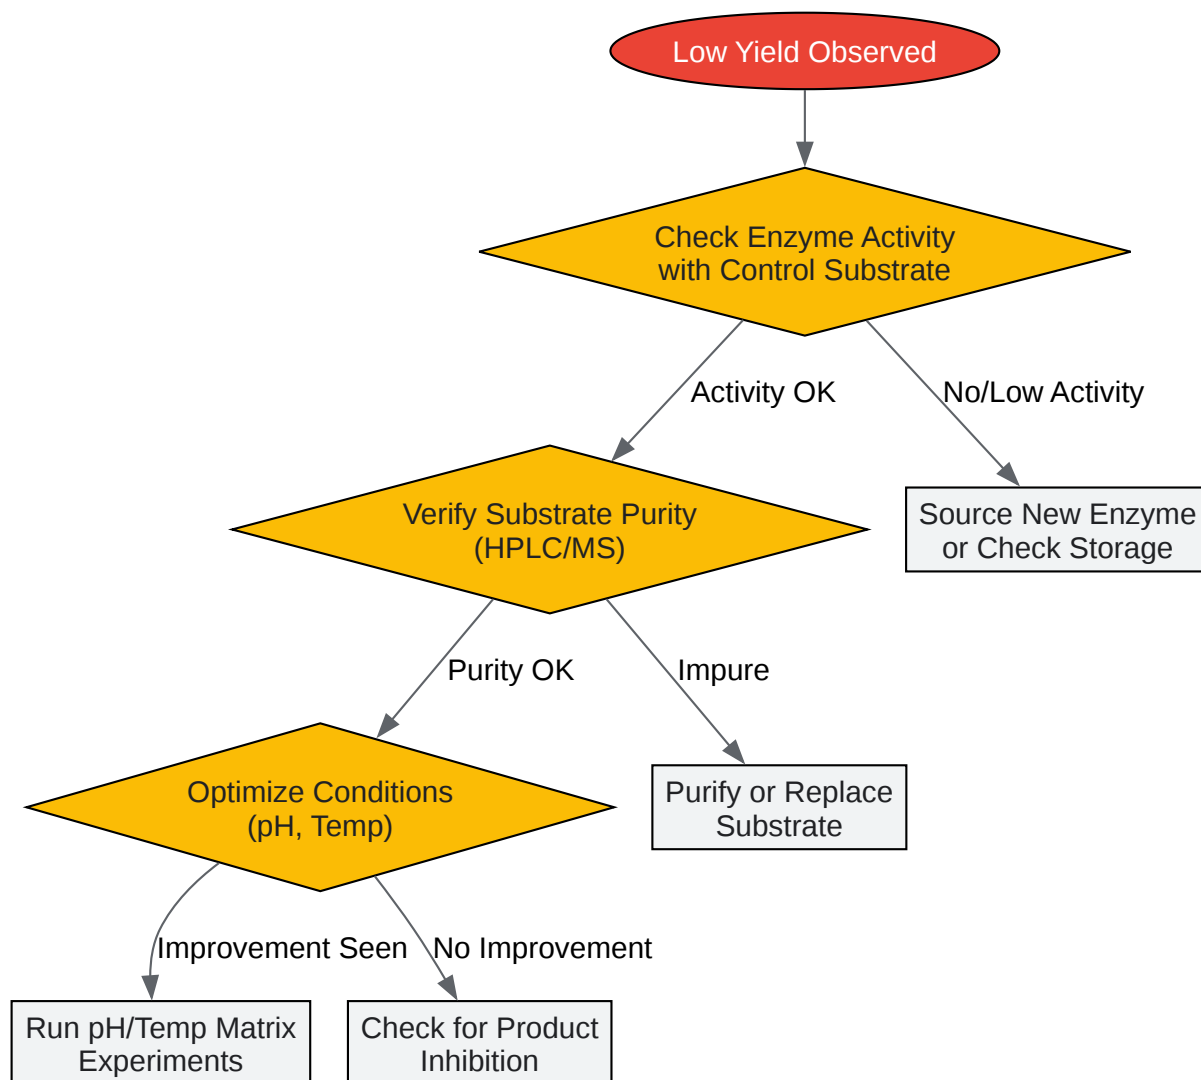 Low Yield Observed
Check Enzyme Activity
with Control Substrate
Activity OK
No/Low Activity
Verify Substrate Purity
(HPLC/MS)
Source New Enzyme
or Check Storage
Purity OK
Impure
Optimize Conditions
(pH, Temp)
Purify or Replace
Substrate
Improvement Seen
No Improvement
Run pH/Temp Matrix
Experiments
Check for Product
Inhibition